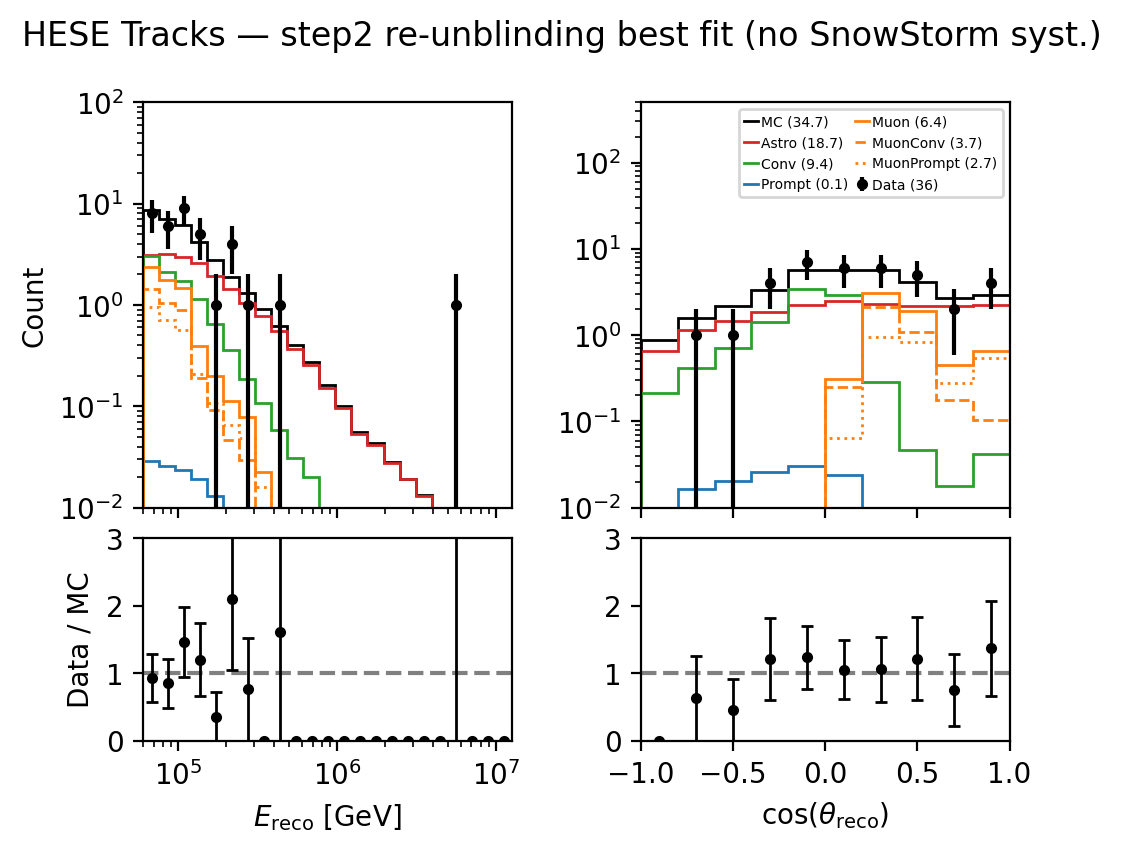 HESE Tracks — step2 re-unblinding best fit (no SnowStorm syst.)
Count
10²
10¹
10⁰
10⁻¹
10⁻²
10²
10¹
10⁰
10⁻¹
10⁻²
MC (34.7)
Astro (18.7)
Conv (9.4)
Prompt (0.1)
Muon (6.4)
MuonConv (3.7)
MuonPrompt (2.7)
Data (36)
Data / MC
3
2
1
0
10⁵ 10⁶ 10⁷
E_reco [GeV]
3
2
1
0
−1.0 −0.5 0.0 0.5 1.0
cos(θ_reco)